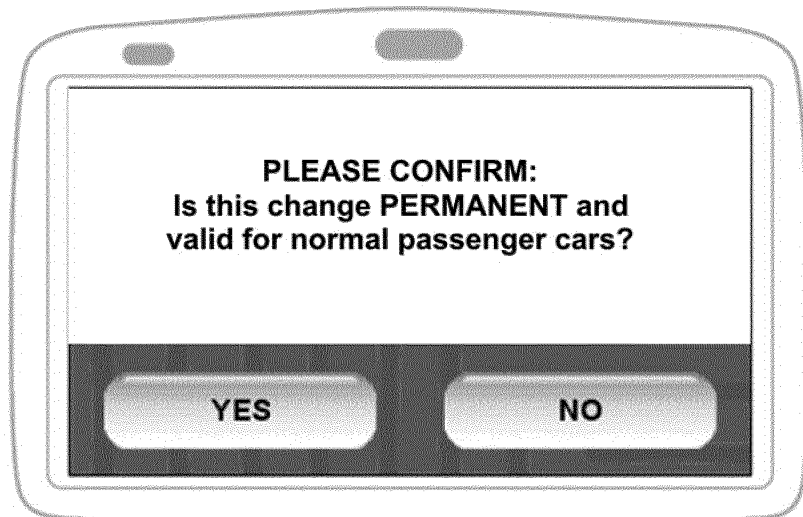 PLEASE CONFIRM:
Is this change PERMANENT and
valid for normal passenger cars?
YES
NO